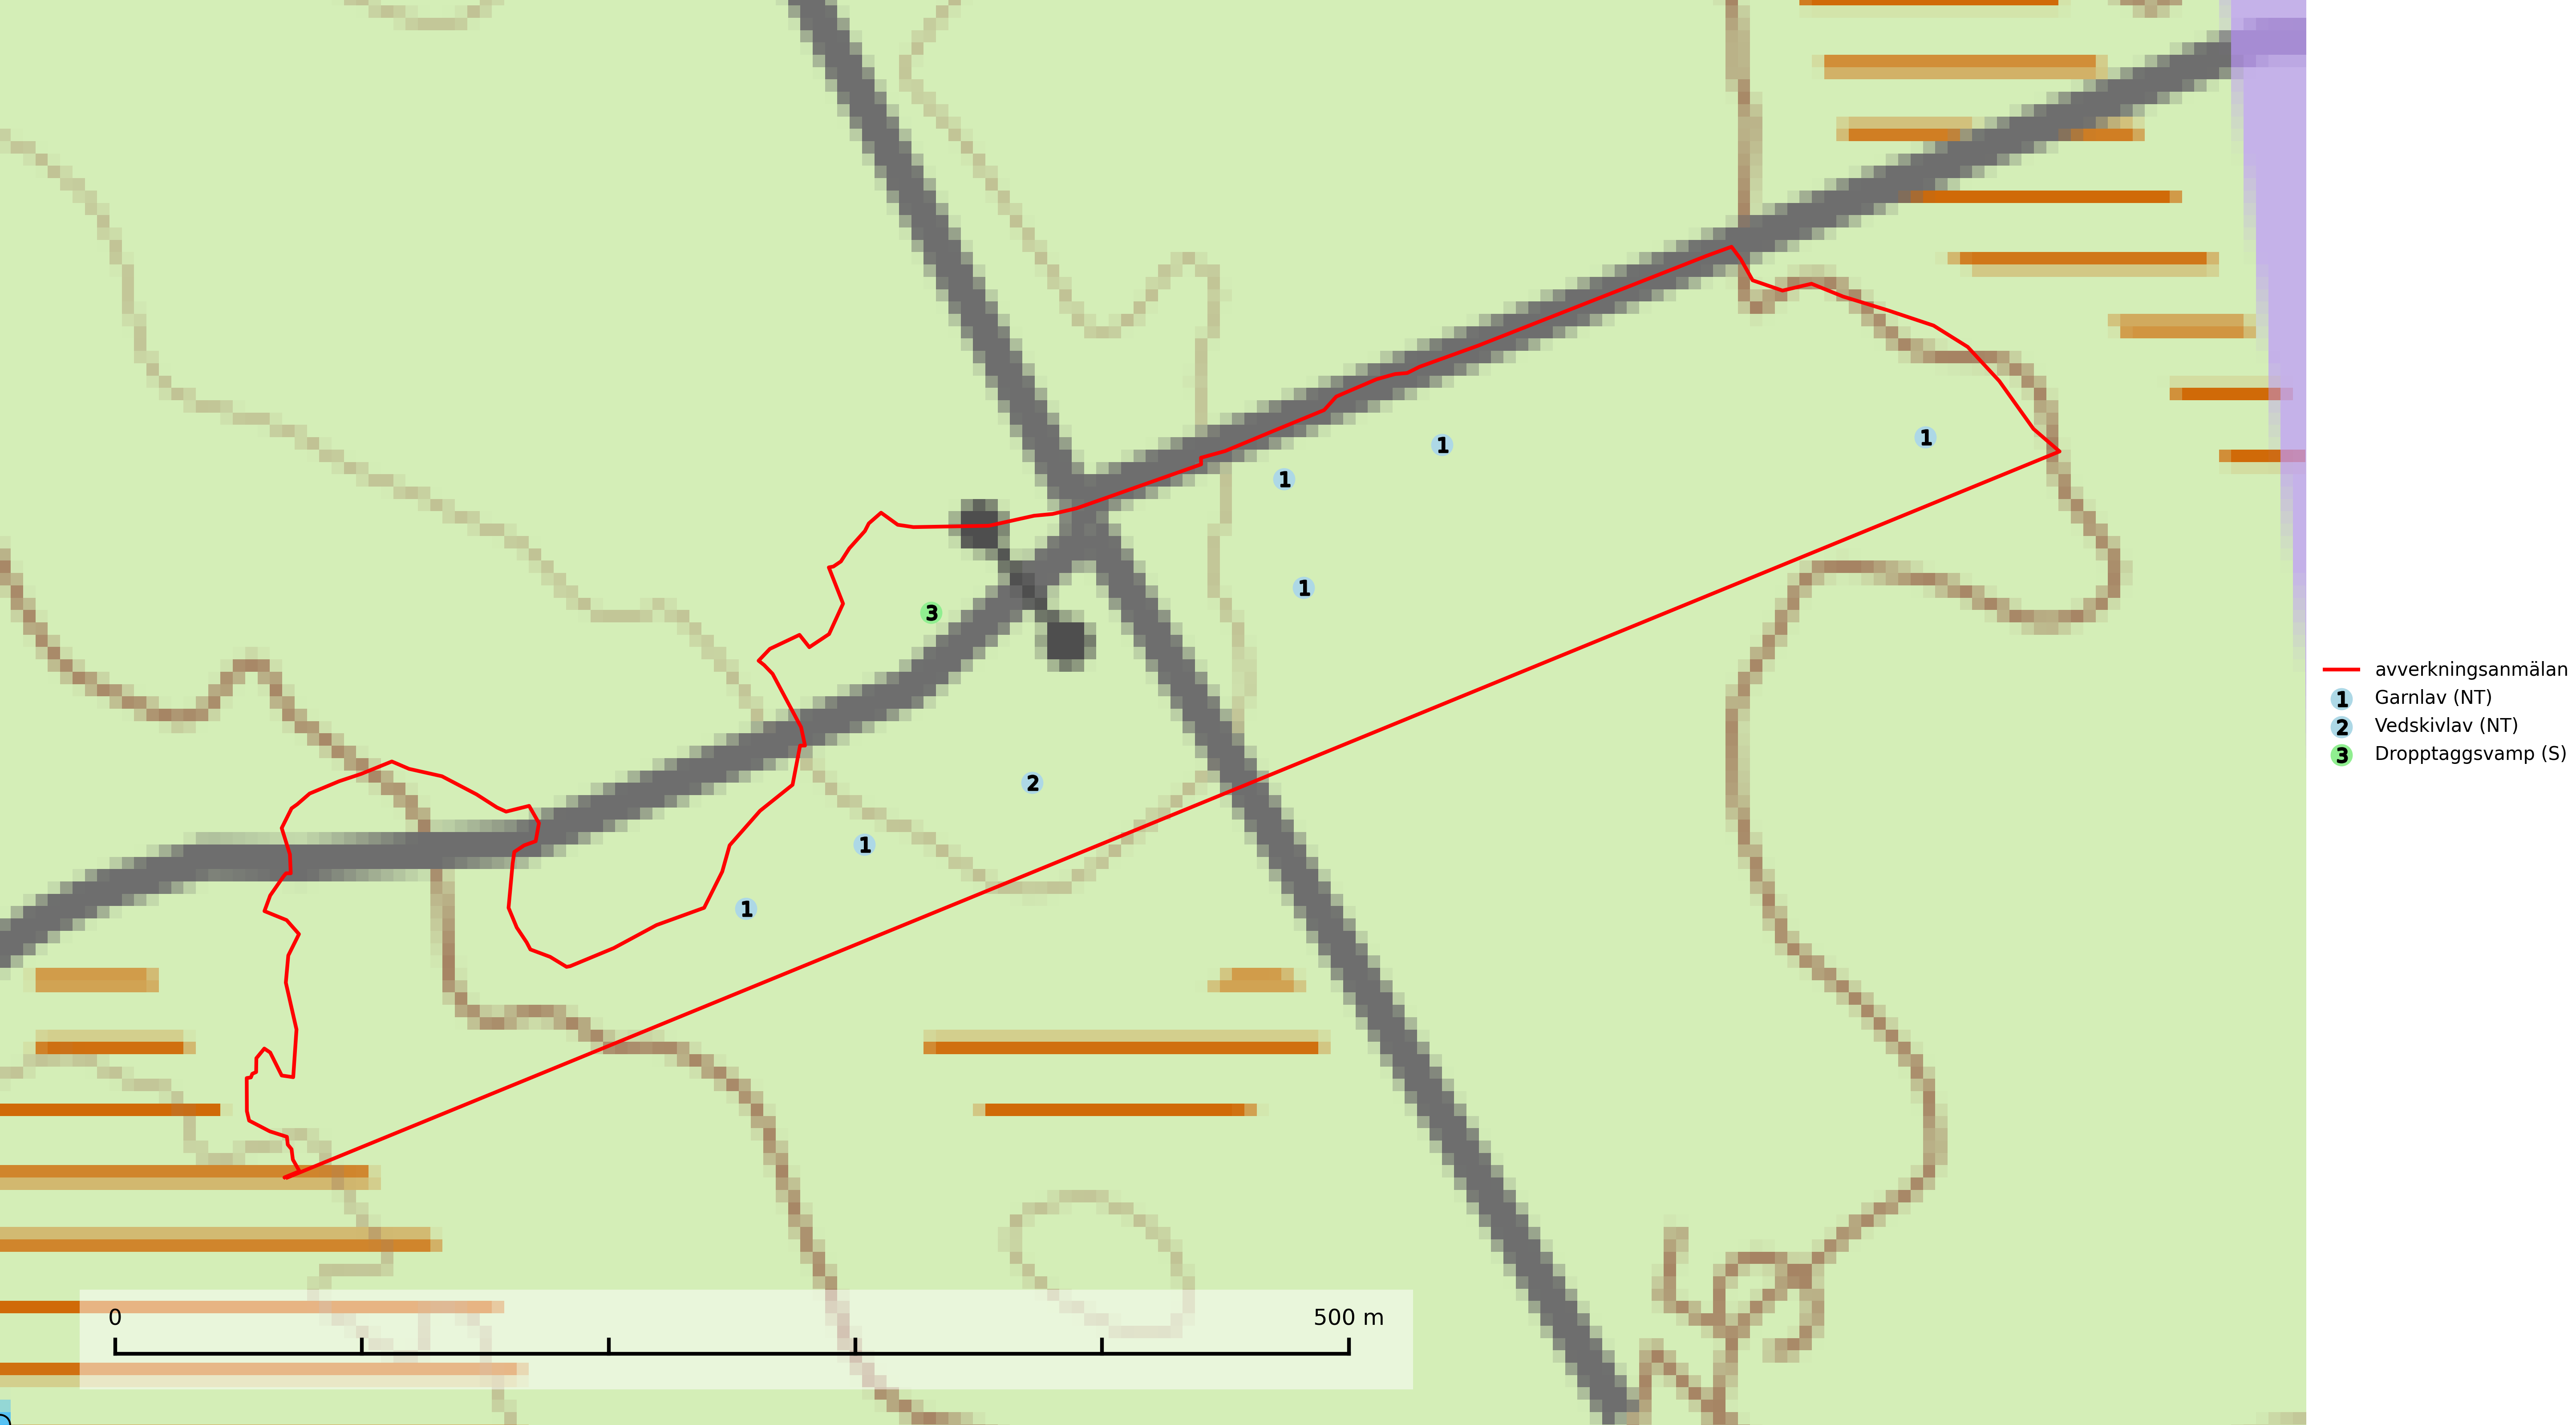 1
1
1
1
3
2
1
1
avverkningsanmälan
1 Garnlav (NT)
2 Vedskivlav (NT)
3 Dropptaggsvamp (S)
0 500 m